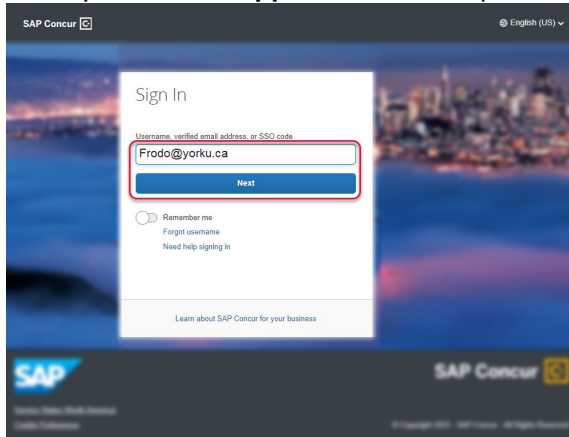 SAP Concur C
English (US)
Sign In
Username, verified email address, or SSO code
Frodo@yorku.ca
Next
Remember me
Forgot username
Need help signing in
Learn about SAP Concur for your business
SAP
SAP Concur C